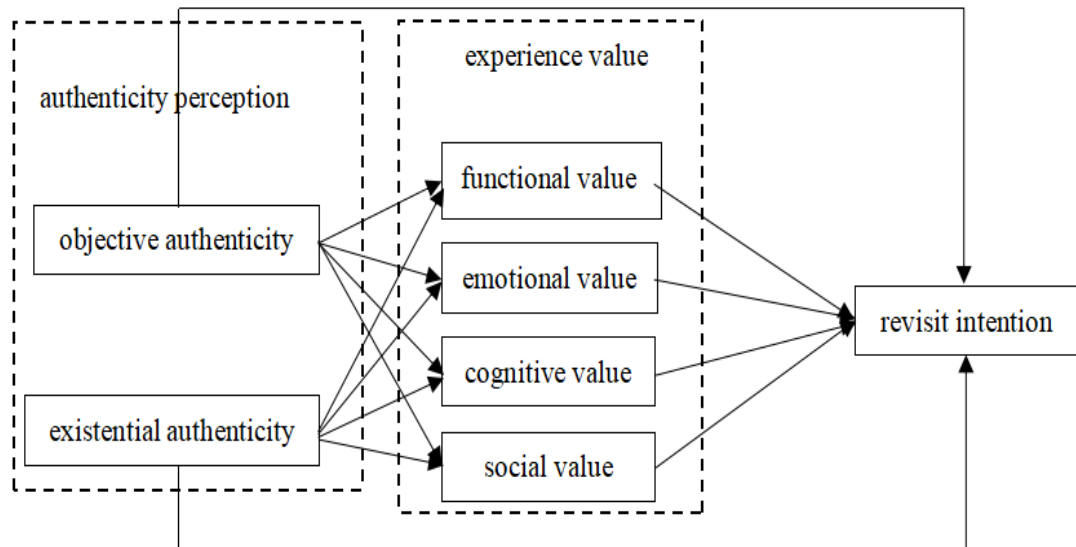 authenticity perception
objective authenticity
existential authenticity
experience value
functional value
emotional value
cognitive value
social value
revisit intention